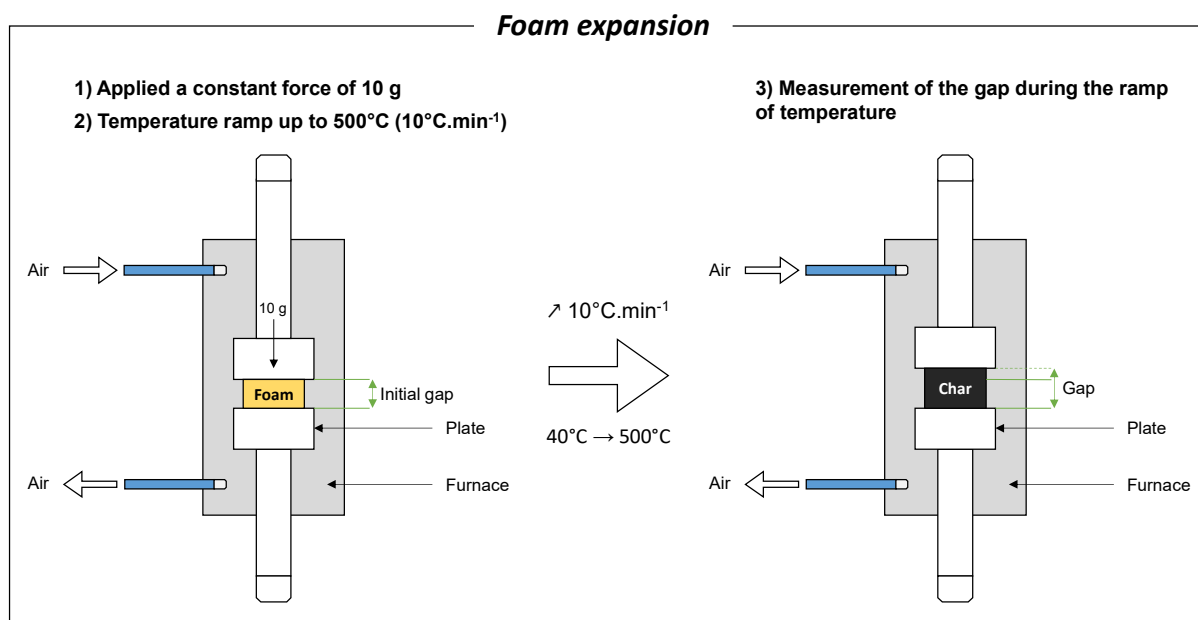 Foam expansion
1) Applied a constant force of 10 g
2) Temperature ramp up to 500°C (10°C.min⁻¹)
Air
10 g
Foam
Initial gap
Plate
Air
Furnace
↗ 10°C.min⁻¹
40°C → 500°C
3) Measurement of the gap during the ramp
of temperature
Air
Char
Gap
Plate
Air
Furnace